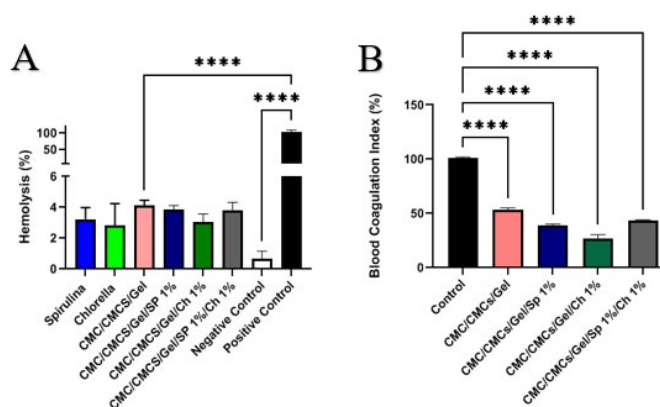 A
****
****
Hemolysis (%)
100
50
6
4
2
0
Spirulina
Chlorella
CMC/CMCS/Gel
CMC/CMCS/Gel/SP 1%
CMC/CMCS/Gel/Ch 1%
CMC/CMCS/Gel/SP 1%/Ch 1%
Negative Control
Positive Control
B
****
****
****
****
Blood Coagulation Index (%)
150
100
50
0
Control
CMC/CMCs/Gel
CMC/CMCs/Gel/Sp 1%
CMC/CMCs/Gel/Ch 1%
CMC/CMCs/Gel/Sp 1%/Ch 1%